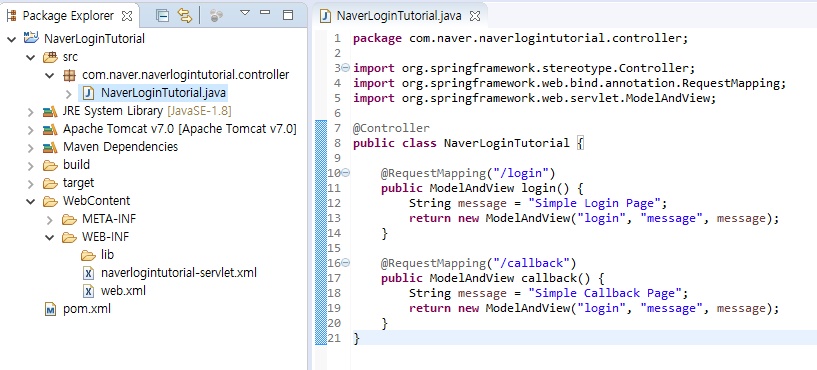 Package Explorer
NaverLoginTutorial
src
com.naver.naverlogintutorial.controller
NaverLoginTutorial.java
JRE System Library [JavaSE-1.8]
Apache Tomcat v7.0 [Apache Tomcat v7.0]
Maven Dependencies
build
target
WebContent
META-INF
WEB-INF
lib
naverlogintutorial-servlet.xml
web.xml
pom.xml
NaverLoginTutorial.java
1 package com.naver.naverlogintutorial.controller;
2
3 import org.springframework.stereotype.Controller;
4 import org.springframework.web.bind.annotation.RequestMapping;
5 import org.springframework.web.servlet.ModelAndView;
6
7 @Controller
8 public class NaverLoginTutorial {
9
10 @RequestMapping("/login")
11 public ModelAndView login() {
12 String message = "Simple Login Page";
13 return new ModelAndView("login", "message", message);
14 }
15
16 @RequestMapping("/callback")
17 public ModelAndView callback() {
18 String message = "Simple Callback Page";
19 return new ModelAndView("login", "message", message);
20 }
21 }